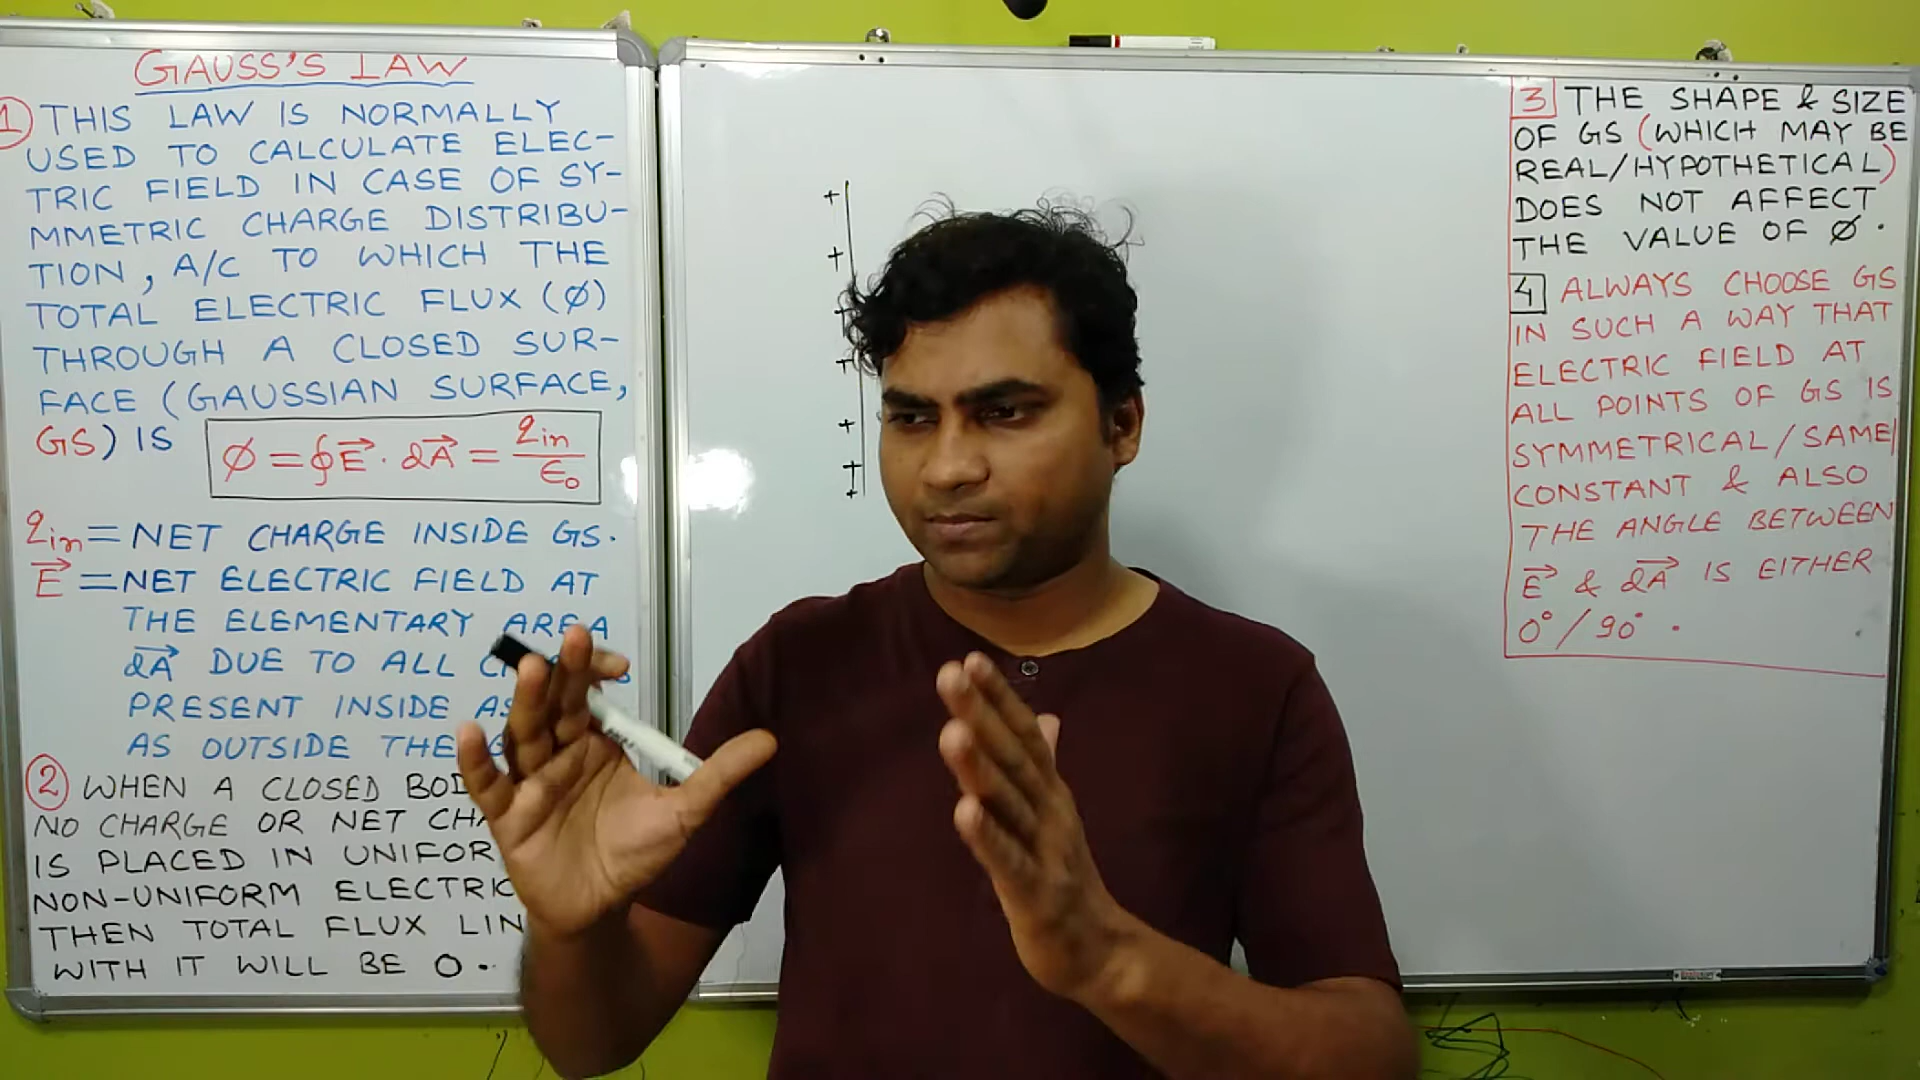 GAUSS'S LAW
1 THIS LAW IS NORMALLY
USED TO CALCULATE ELEC-
TRIC FIELD IN CASE OF SY-
MMETRIC CHARGE DISTRIBU-
TION, A/C TO WHICH THE
TOTAL ELECTRIC FLUX (Ø)
THROUGH A CLOSED SUR-
FACE (GAUSSIAN SURFACE,
GS) IS
Ø = ∮E⃗ · dA⃗ = qin/ϵ0
qin = NET CHARGE INSIDE GS.
E⃗ = NET ELECTRIC FIELD AT
THE ELEMENTARY AREA
dA⃗ DUE TO ALL
PRESENT INSIDE
AS OUTSIDE THE
2 WHEN A CLOSED
NO CHARGE OR NET
IS PLACED IN
NON-UNIFORM
THEN TOTAL FLUX
WITH IT WILL BE 0.
+
+
+
+
+
+
+
3 THE SHAPE & SIZE
OF GS (WHICH MAY BE
REAL/HYPOTHETICAL)
DOES NOT AFFECT
THE VALUE OF Ø.
4 ALWAYS CHOOSE GS
IN SUCH A WAY THAT
ELECTRIC FIELD AT
ALL POINTS OF GS IS
SYMMETRICAL/SAME/
CONSTANT & ALSO
THE ANGLE BETWEEN
E⃗ & dA⃗ IS EITHER
0°/90°.